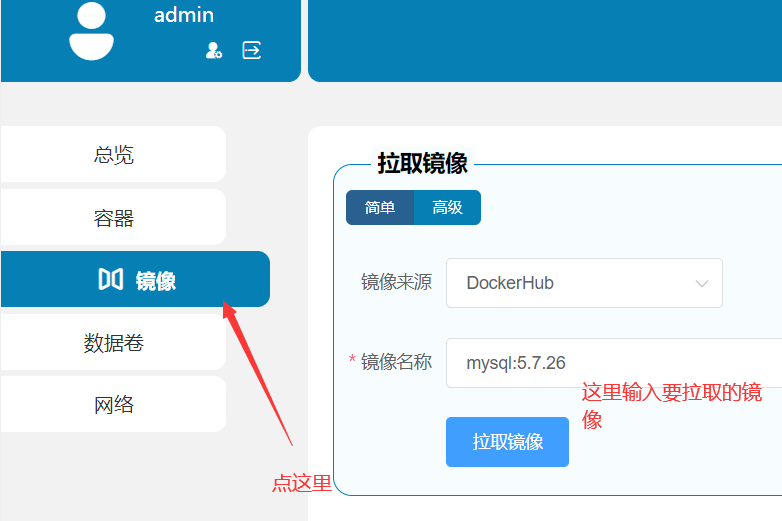 admin
总览
容器
镜像
数据卷
网络
拉取镜像
简单 高级
镜像来源 DockerHub
* 镜像名称 mysql:5.7.26
这里输入要拉取的镜
像
拉取镜像
点这里